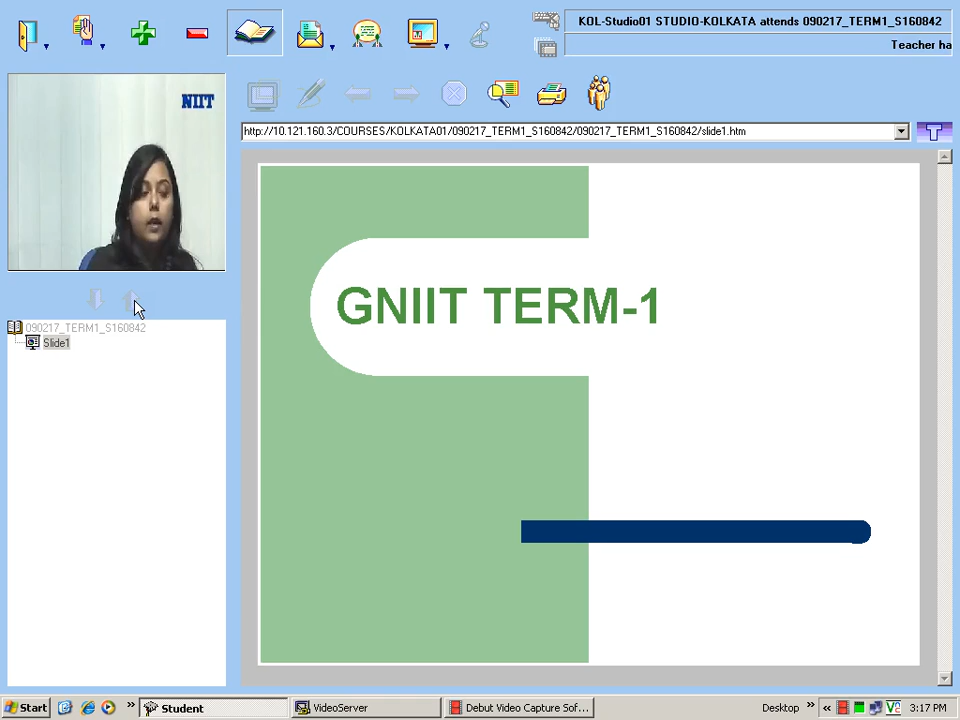 KOL-Studio01 STUDIO-KOLKATA attends 090217_TERM1_S160842
Teacher ha
NIIT
http://10.121.160.3/COURSES/KOLKATA01/090217_TERM1_S160842/090217_TERM1_S160842/slide1.htm
T
090217_TERM1_S160842
Slide1
GNIIT TERM-1
Start
Student
VideoServer
Debut Video Capture Sof...
Desktop
3:17 PM